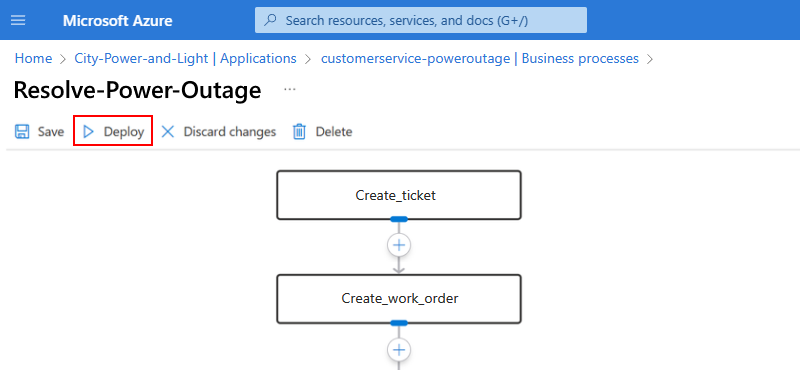 Microsoft Azure
Search resources, services, and docs (G+/)
Home > City-Power-and-Light | Applications > customerservice-poweroutage | Business processes >
Resolve-Power-Outage ...
Save Deploy Discard changes Delete
Create_ticket
Create_work_order